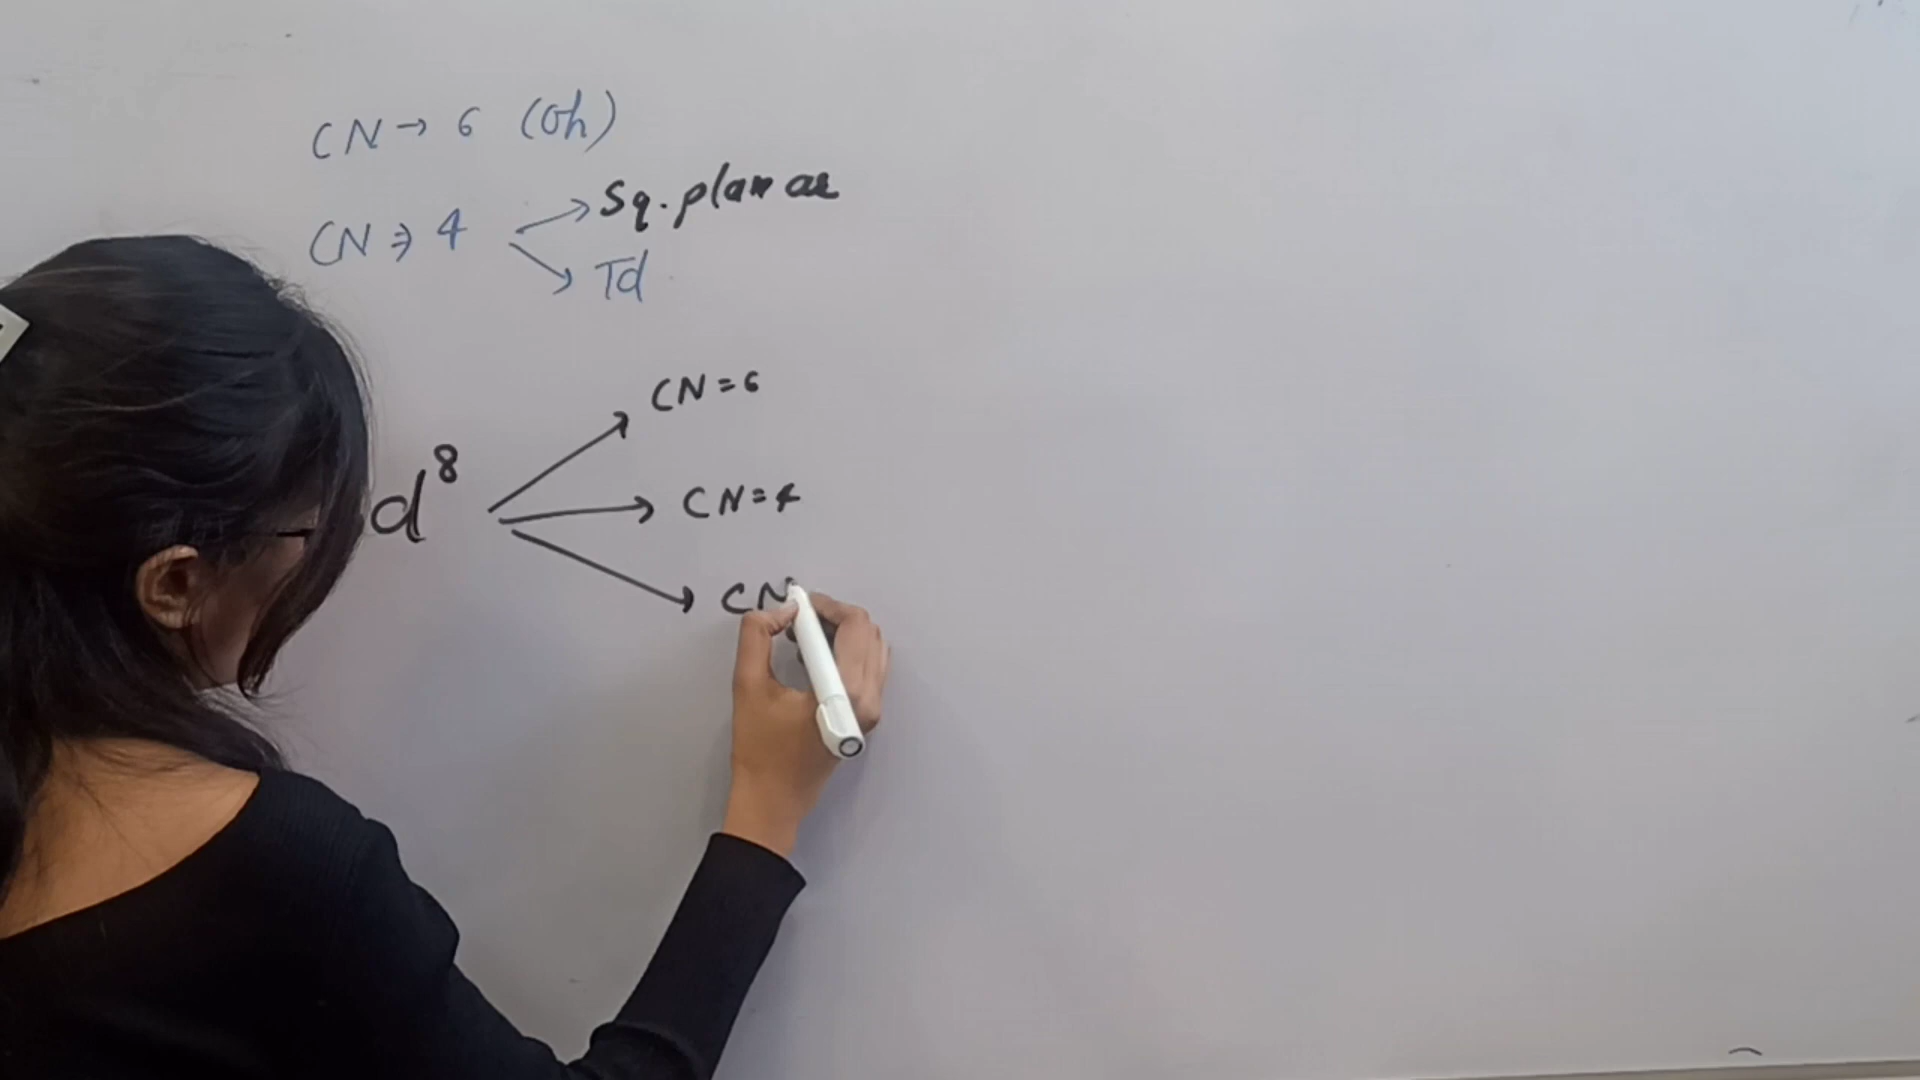 CN → 6 (Oh)
CN ⇒ 4 → Sq. planar
→ Td
d⁸ → CN = 6
→ CN = 4
→ CN